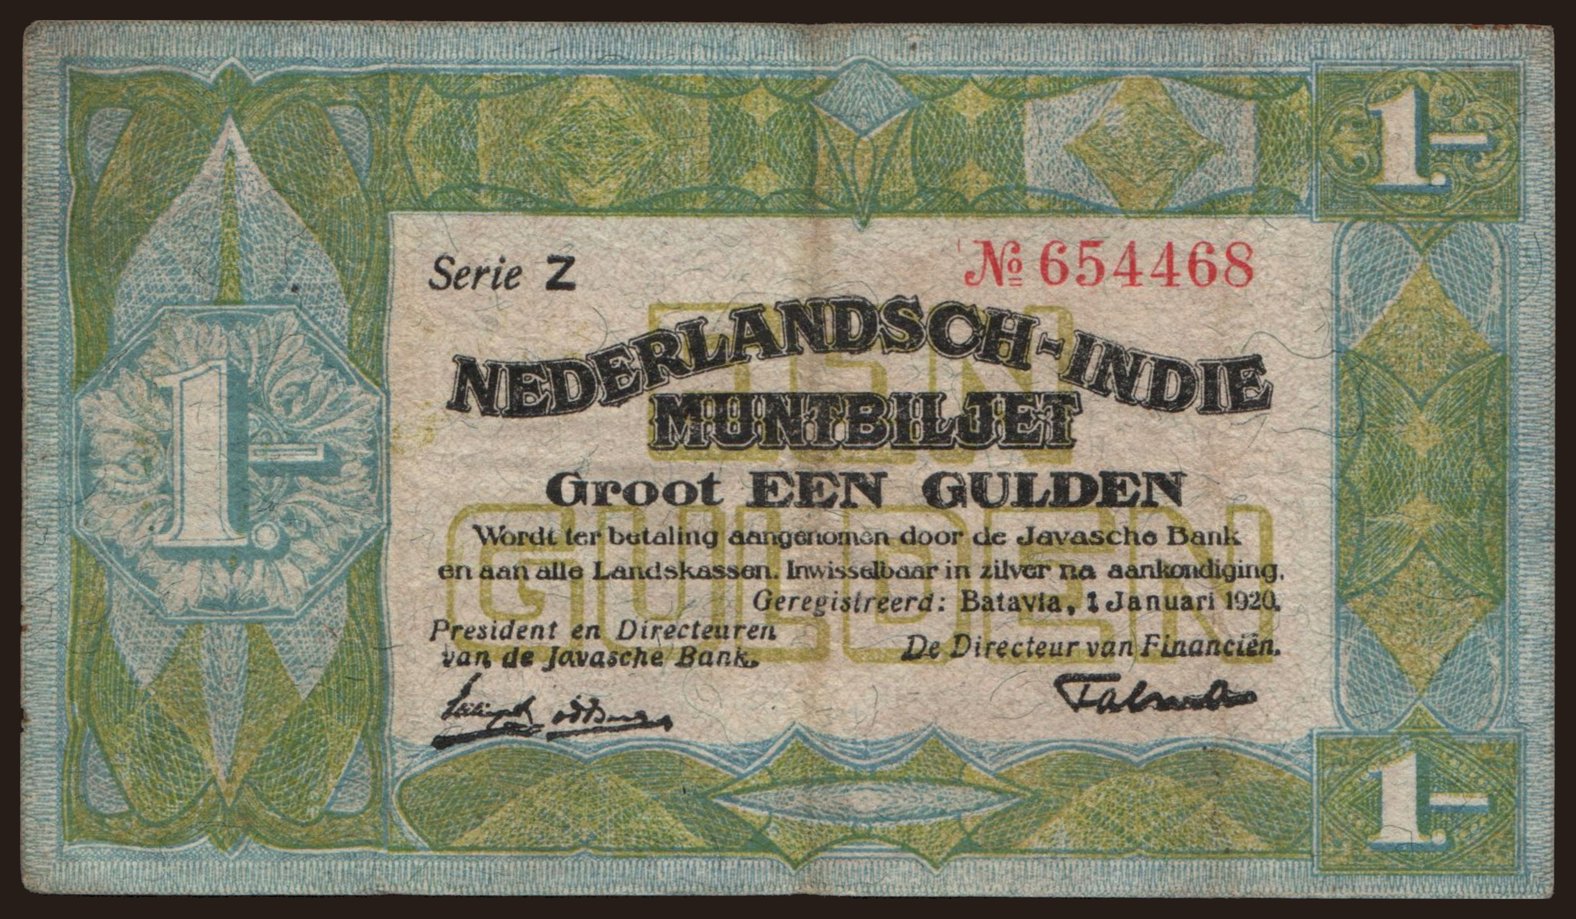 1.-
Serie Z
№ 654468
NEDERLANDSCH-INDIE
MUNTBILJET
Groot EEN GULDEN
EEN
GULDEN
Wordt ter betaling aangenomen door de Javasche Bank
en aan alle Landskassen. Inwisselbaar in zilver na aankondiging.
Geregistreerd: Batavia, 1 Januari 1920.
President en Directeuren
van de Javasche Bank.
De Directeur van Financiën.
1.-
1.-